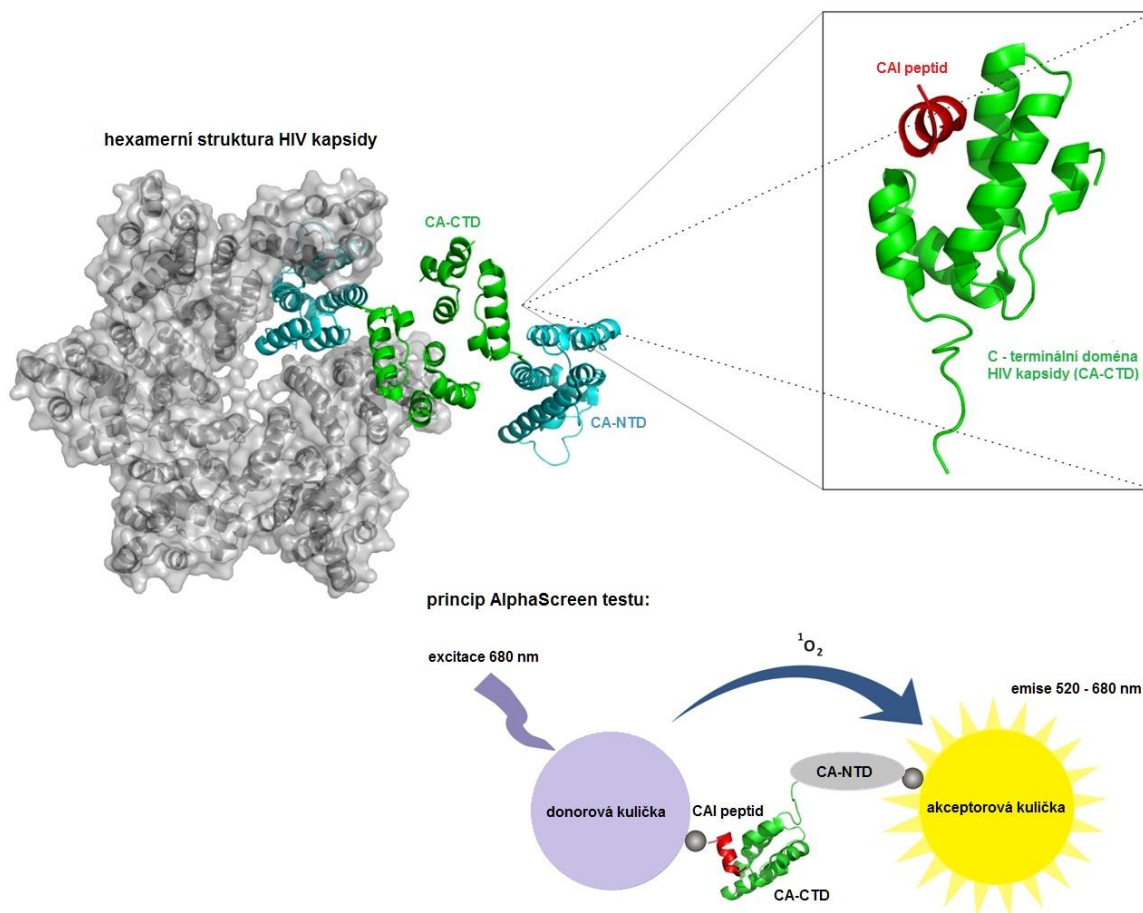 CAI peptid
hexamerní struktura HIV kapsidy
CA-CTD
C - terminální doména
HIV kapsidy (CA-CTD)
CA-NTD
princip AlphaScreen testu:
excitace 680 nm
¹O₂
emise 520 - 680 nm
CA-NTD
donorová kulička
CAI peptid
akceptorová kulička
CA-CTD